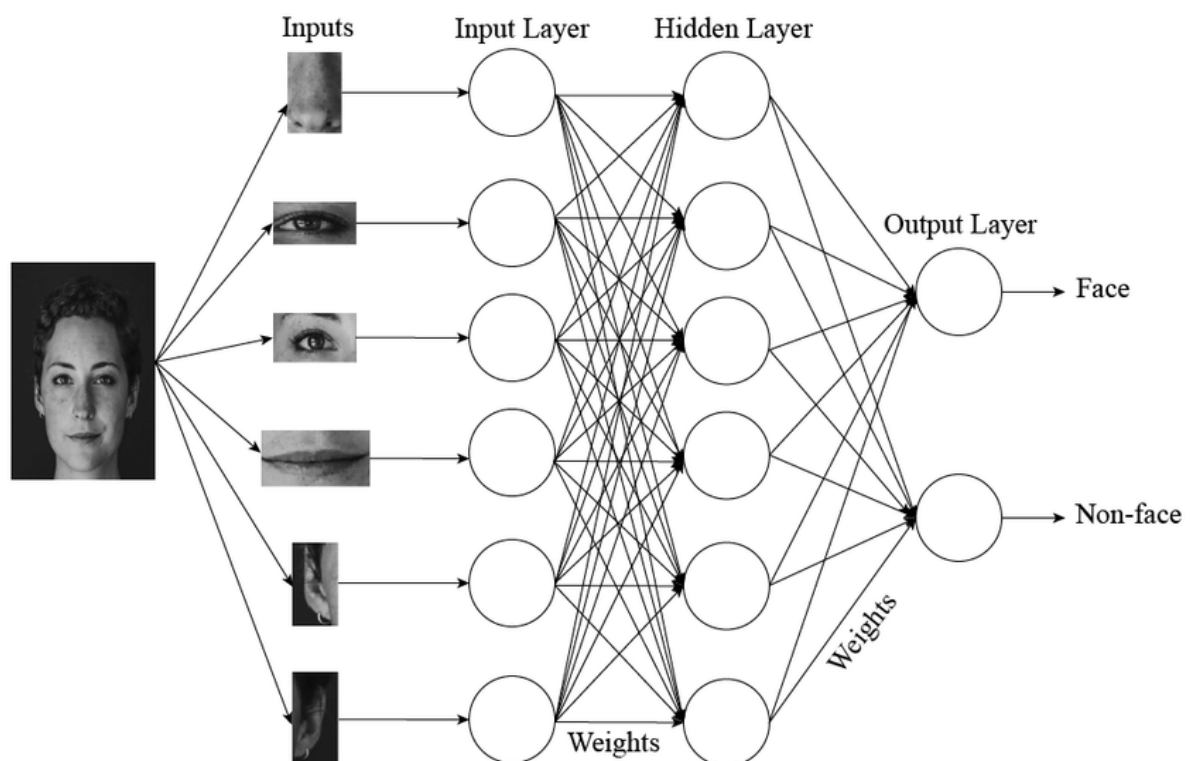 Inputs
Input Layer
Hidden Layer
Output Layer
Face
Non-face
Weights
Weights